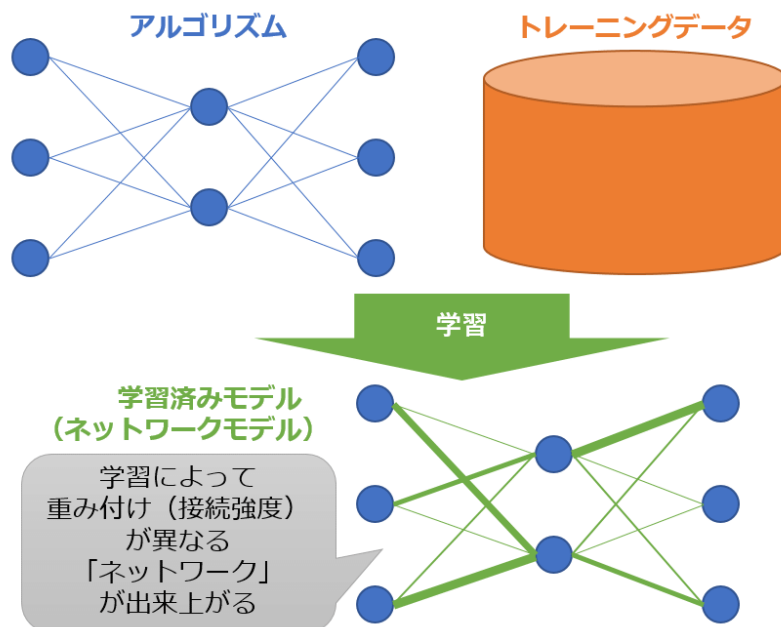 アルゴリズム
トレーニングデータ
学習
学習済みモデル
（ネットワークモデル）
学習によって
重み付け（接続強度）
が異なる
「ネットワーク」
が出来上がる